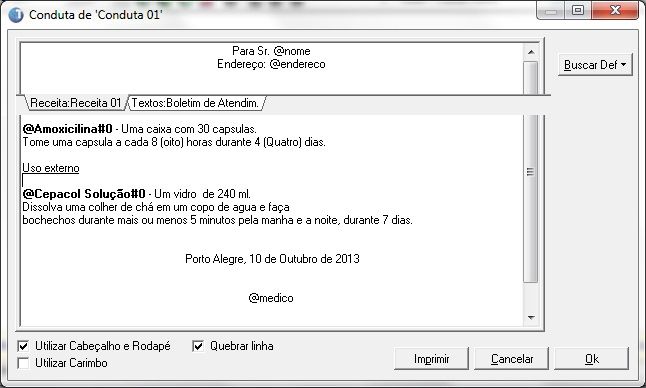 Conduta de 'Conduta 01'
Para Sr. @nome
Endereço: @endereco
Buscar Def
Receita:Receita 01
Textos:Boletim de Atendim.
@Amoxicilina#0 - Uma caixa com 30 capsulas.
Tome uma capsula a cada 8 (oito) horas durante 4 (Quatro) dias.
Uso externo
@Cepacol Solução#0 - Um vidro de 240 ml.
Dissolva uma colher de chá em um copo de agua e faça
bochechos durante mais ou menos 5 minutos pela manha e a noite, durante 7 dias.
Porto Alegre, 10 de Outubro de 2013
@medico
Utilizar Cabeçalho e Rodapé
Quebrar linha
Utilizar Carimbo
Imprimir
Cancelar
Ok